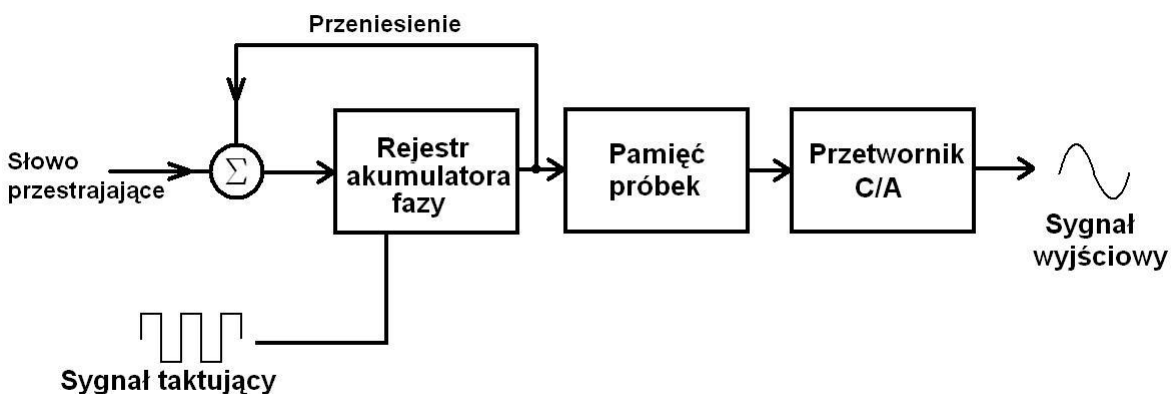 Przeniesienie
Słowo
przestrajające
Σ
Rejestr
akumulatora
fazy
Pamięć
próbek
Przetwornik
C/A
Sygnał
wyjściowy
Sygnał taktujący